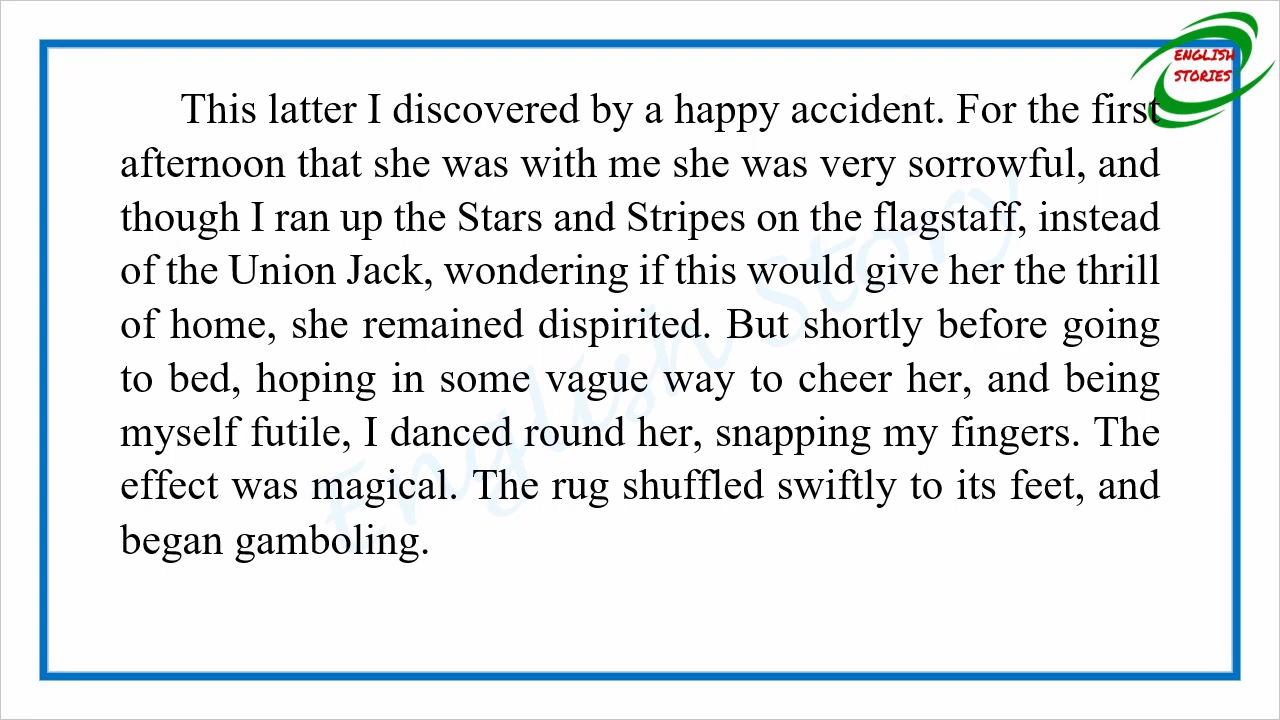 ENGLISH
STORIES
This latter I discovered by a happy accident. For the first
afternoon that she was with me she was very sorrowful, and
though I ran up the Stars and Stripes on the flagstaff, instead
of the Union Jack, wondering if this would give her the thrill
of home, she remained dispirited. But shortly before going
to bed, hoping in some vague way to cheer her, and being
myself futile, I danced round her, snapping my fingers. The
effect was magical. The rug shuffled swiftly to its feet, and
began gamboling.
English Story